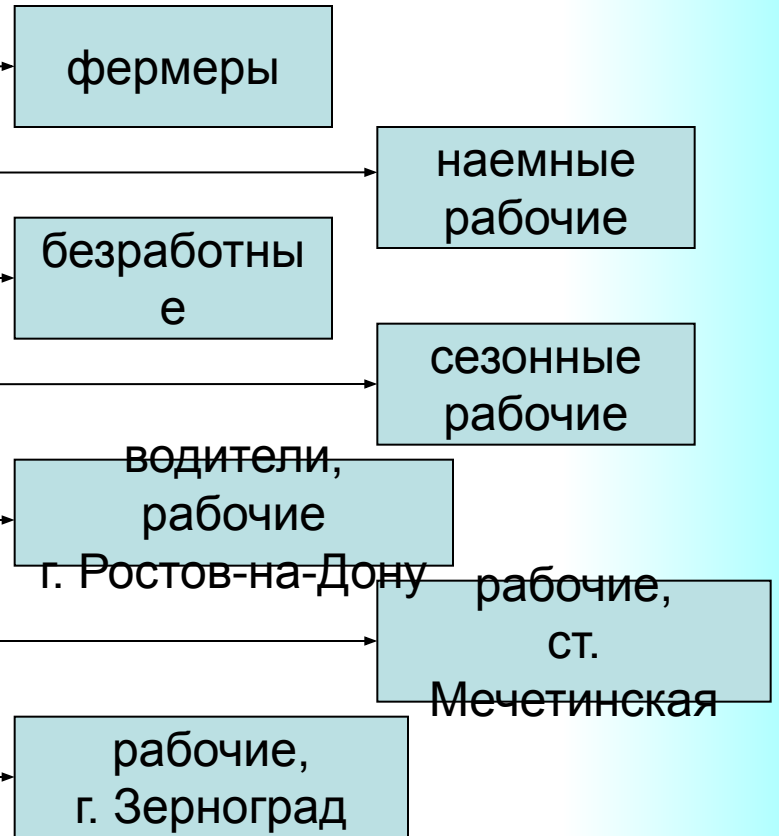 фермеры
наемные
рабочие
безработны
е
сезонные
рабочие
водители,
рабочие
г. Ростов-на-Дону
рабочие,
ст.
Мечетинская
рабочие,
г. Зерноград